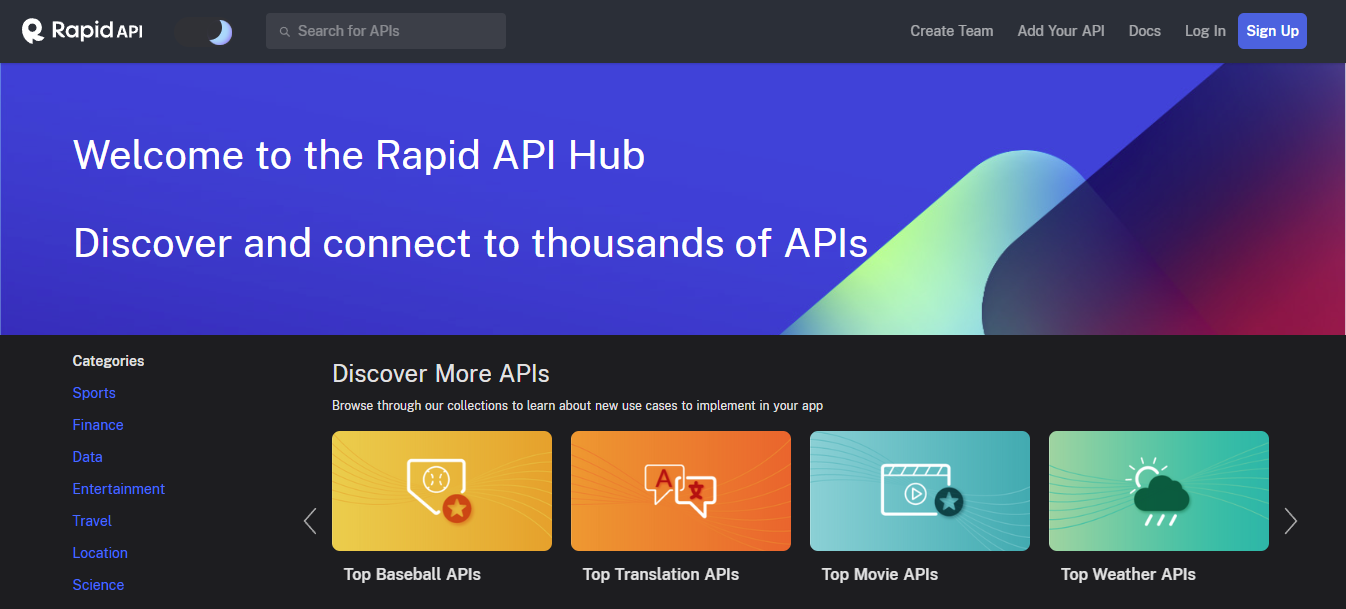 Rapid API
Search for APIs
Create Team
Add Your API
Docs
Log In
Sign Up
Welcome to the Rapid API Hub
Discover and connect to thousands of APIs
Categories
Sports
Finance
Data
Entertainment
Travel
Location
Science
Discover More APIs
Browse through our collections to learn about new use cases to implement in your app
A
文
Top Baseball APIs
Top Translation APIs
Top Movie APIs
Top Weather APIs